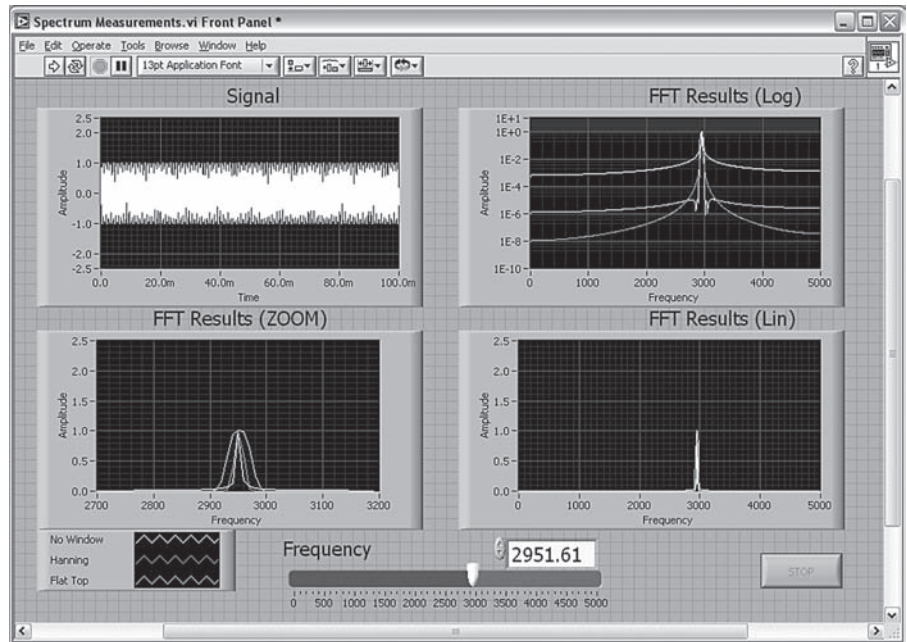 Spectrum Measurements.vi Front Panel *
File Edit Operate Tools Browse Window Help
13pt Application Font
1
Signal
2.5
2.0
1.0
0.0
-1.0
-2.0
-2.5
Amplitude
0.0 20.0m 40.0m 60.0m 80.0m 100.0m
Time
FFT Results (Log)
1E+1
1E+0
1E-2
1E-4
1E-6
1E-8
1E-10
Amplitude
0 1000 2000 3000 4000 5000
Frequency
FFT Results (ZOOM)
2.5
2.0
1.5
1.0
0.5
0.0
Amplitude
2700 2800 2900 3000 3100 3200
Frequency
FFT Results (Lin)
2.5
2.0
1.5
1.0
0.5
0.0
Amplitude
0 1000 2000 3000 4000 5000
Frequency
No Window
Hanning
Flat Top
Frequency
2951.61
0 500 1000 1500 2000 2500 3000 3500 4000 4500 5000
STOP